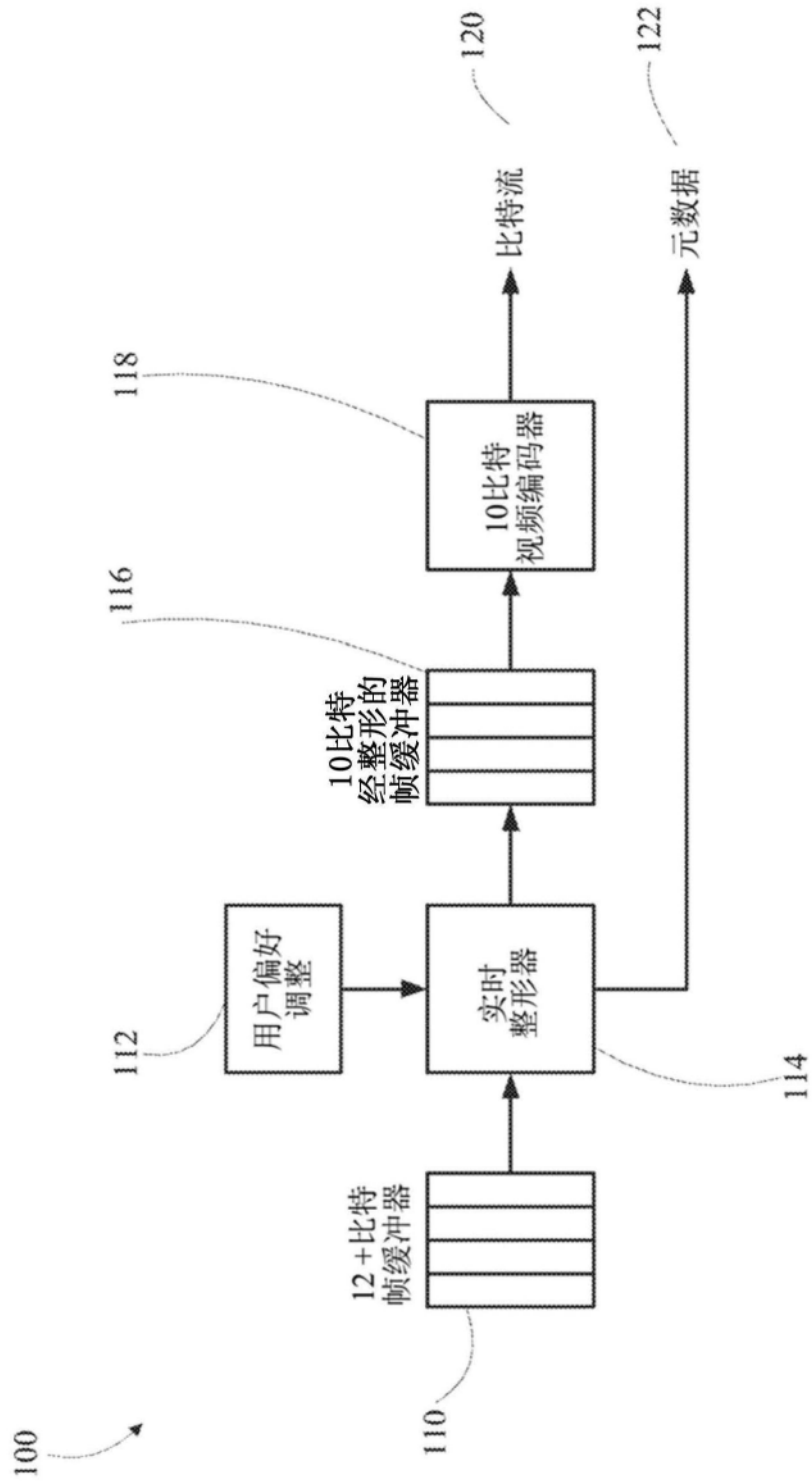 100
110
12+比特
帧缓冲器
112
用户偏好
调整
实时
整形器
114
10比特
经整形的
帧缓冲器
116
10比特
视频编码器
118
比特流
120
元数据
122